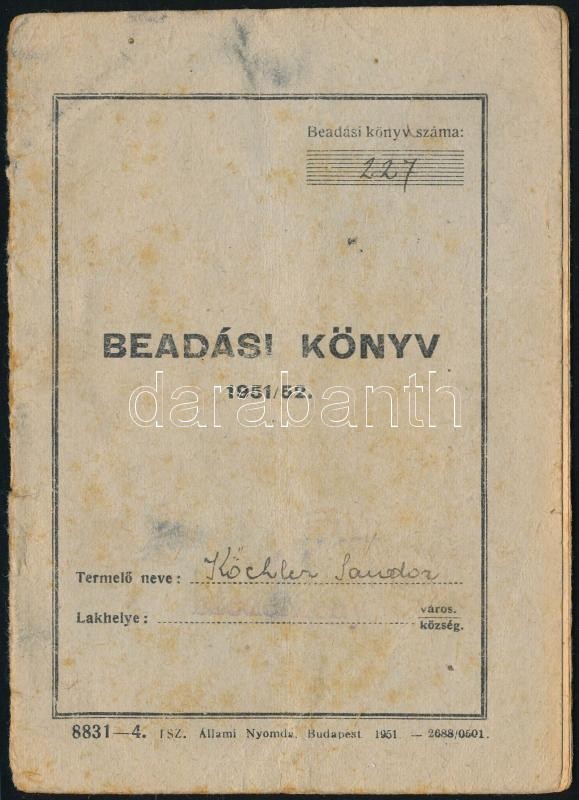 Beadási könyv száma:
227
BEADÁSI KÖNYV
1951/52.
darabanth
Termelő neve: Köchler Sándor
Lakhelye: város.
község.
8831—4. TSZ. Állami Nyomda, Budapest 1951 — 2688/0501.